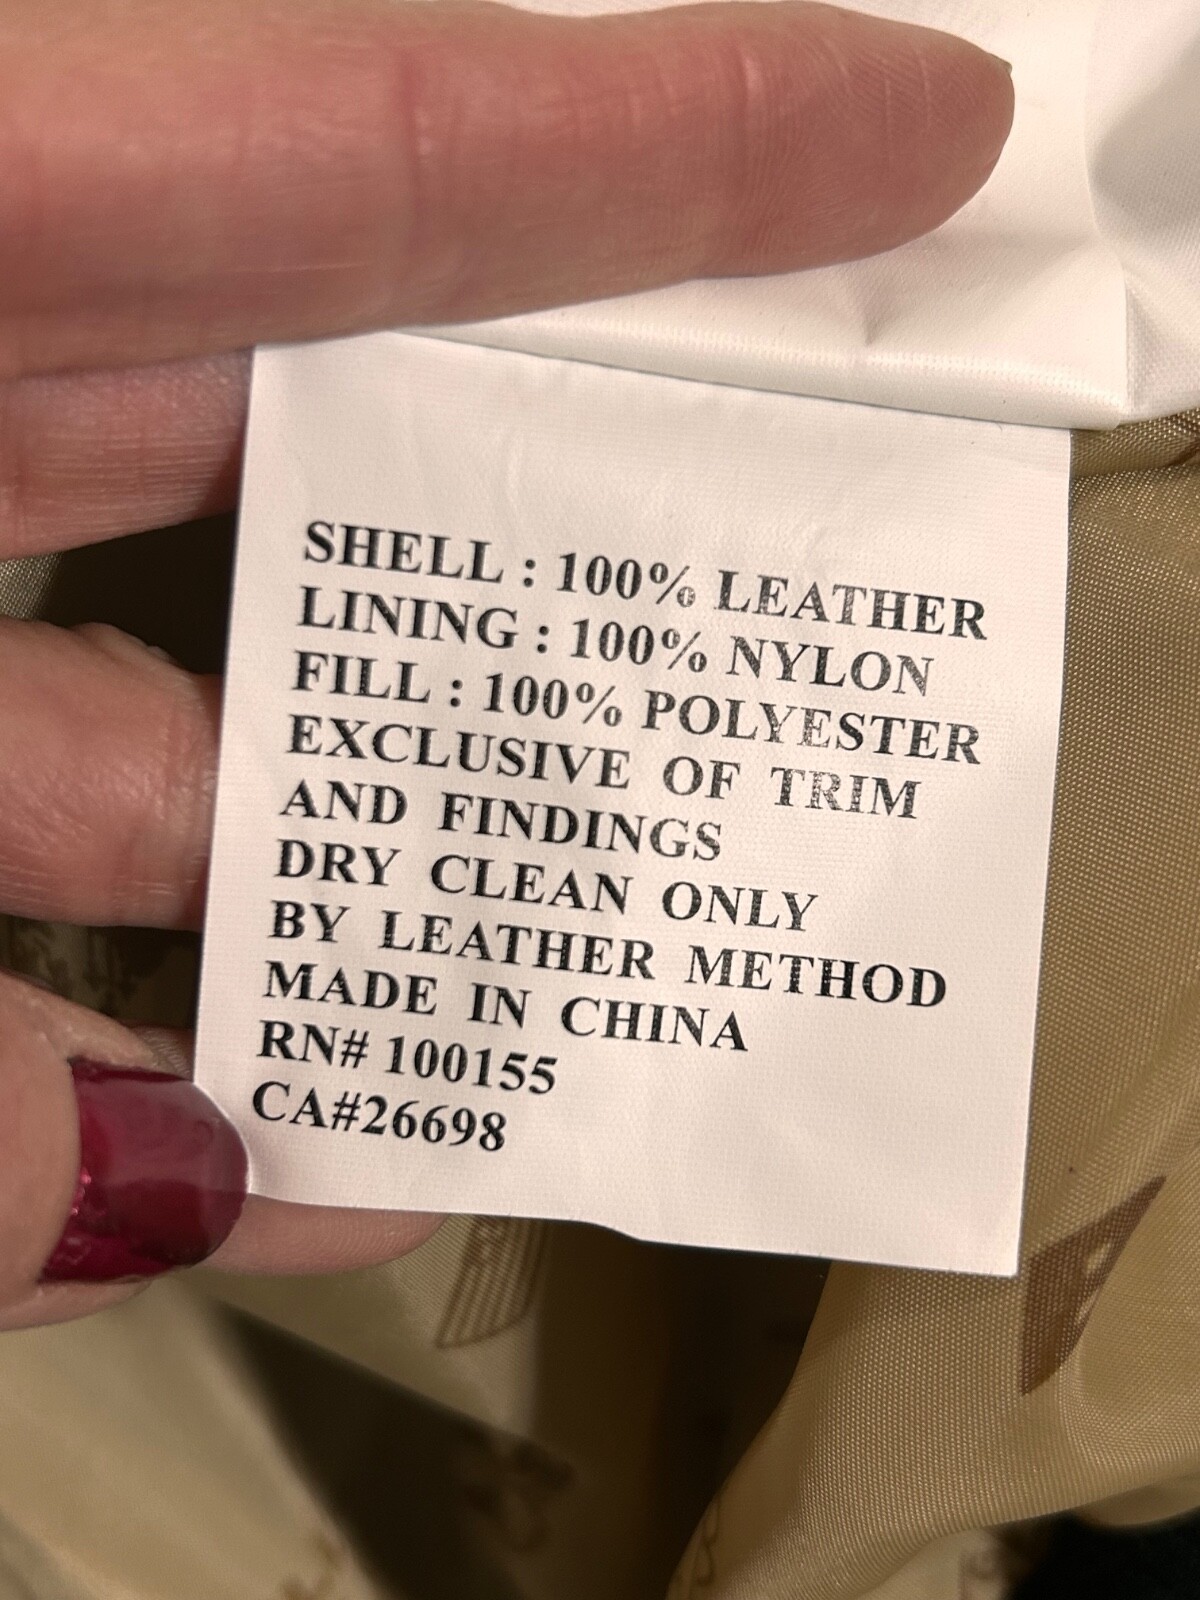 SHELL : 100% LEATHER
LINING : 100% NYLON
FILL : 100% POLYESTER
EXCLUSIVE OF TRIM
AND FINDINGS
DRY CLEAN ONLY
BY LEATHER METHOD
MADE IN CHINA
RN# 100155
CA#26698